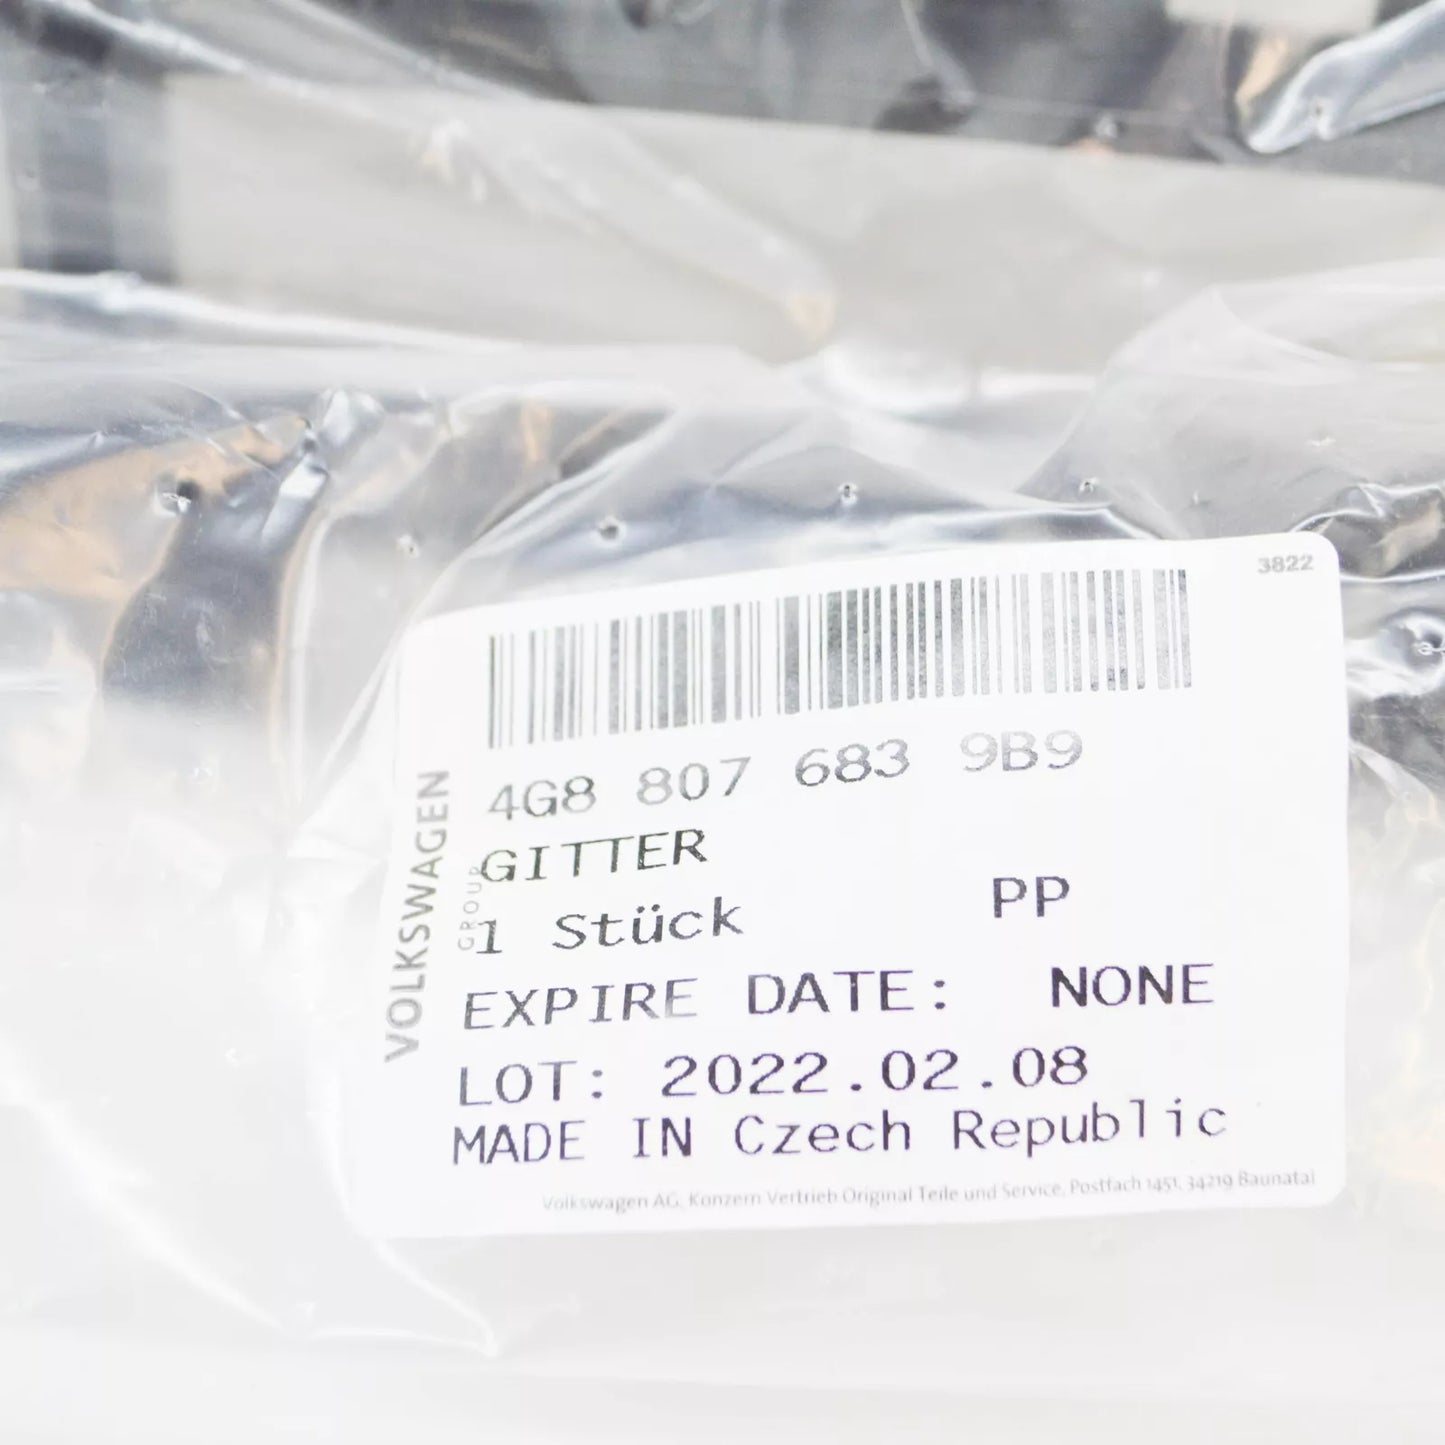 3822
4G8 807 683 9B9
GITTER
1 Stück PP
EXPIRE DATE: NONE
LOT: 2022.02.08
MADE IN Czech Republic
Volkswagen AG, Konzern Vertrieb Original Teile und Service, Postfach 1451, 34219 Baunatal
VOLKSWAGEN
GROUP